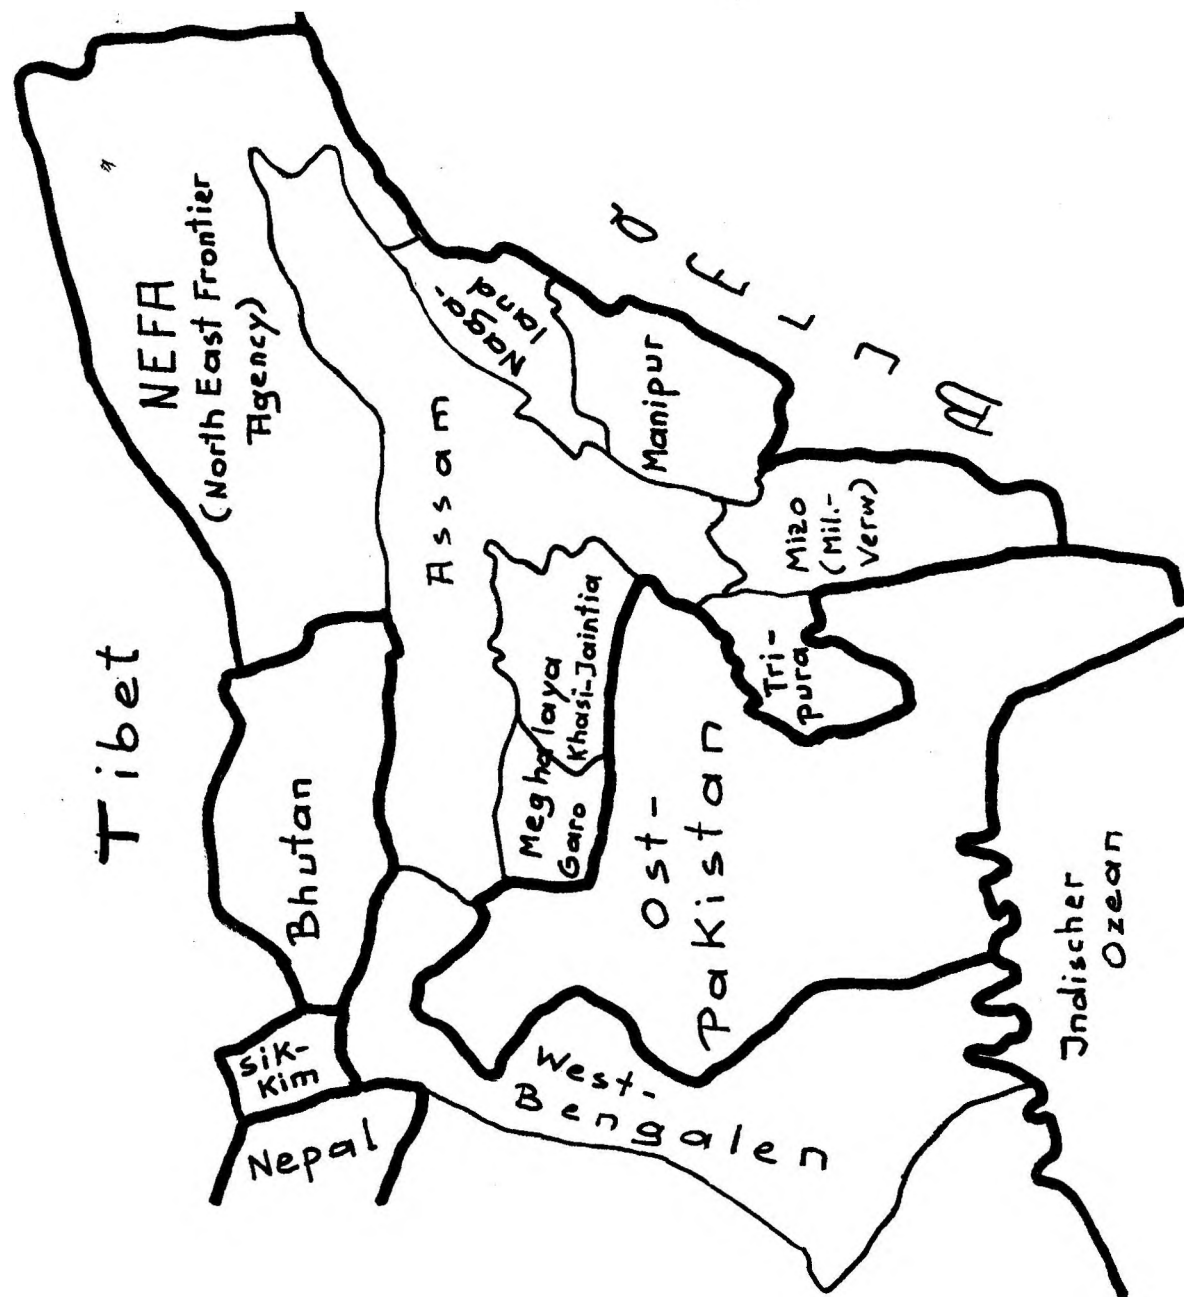 Tibet
NEFA
(North East Frontier
Agency)
Bhutan
Sik-
kim
Nepal
Assam
Naga-
land
Manipur
Birma
Meghalaya
Garo Khasi-Jaintia
West-
Bengalen
Ost-
Pakistan
Tri-
pura
Mizo
(Mil.-
Verw)
Indischer
Ozean